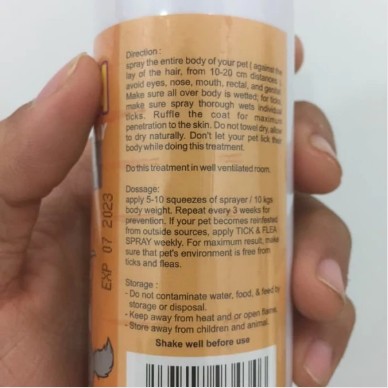 Direction :
spray the entire body of your pet ( against the
lay of the hair, from 10-20 cm distances )
avoid eyes, nose, mouth, rectal, and genital
Make sure all over body is wetted; for ticks
make sure spray thorough wets individual
ticks. Ruffle the coat for maximum
penetration to the skin. Do not towel dry, allow
to dry naturally. Don't let your pet lick their
body while doing this treatment.
Do this treatment in well ventilated room.
Dossage:
apply 5-10 squeezes of sprayer / 10 kgs
body weight. Repeat every 3 weeks for
prevention. If your pet becomes reinfested
from outside sources, apply TICK & FLEA
SPRAY weekly. For maximum result, make
sure that pet's environment is free from
ticks and fleas.
Storage :
- Do not contaminate water, food, & feed by
storage or disposal.
- Keep away from heat and or open flame.
- Store away from children and animal.
Shake well before use
EXP 07 2023